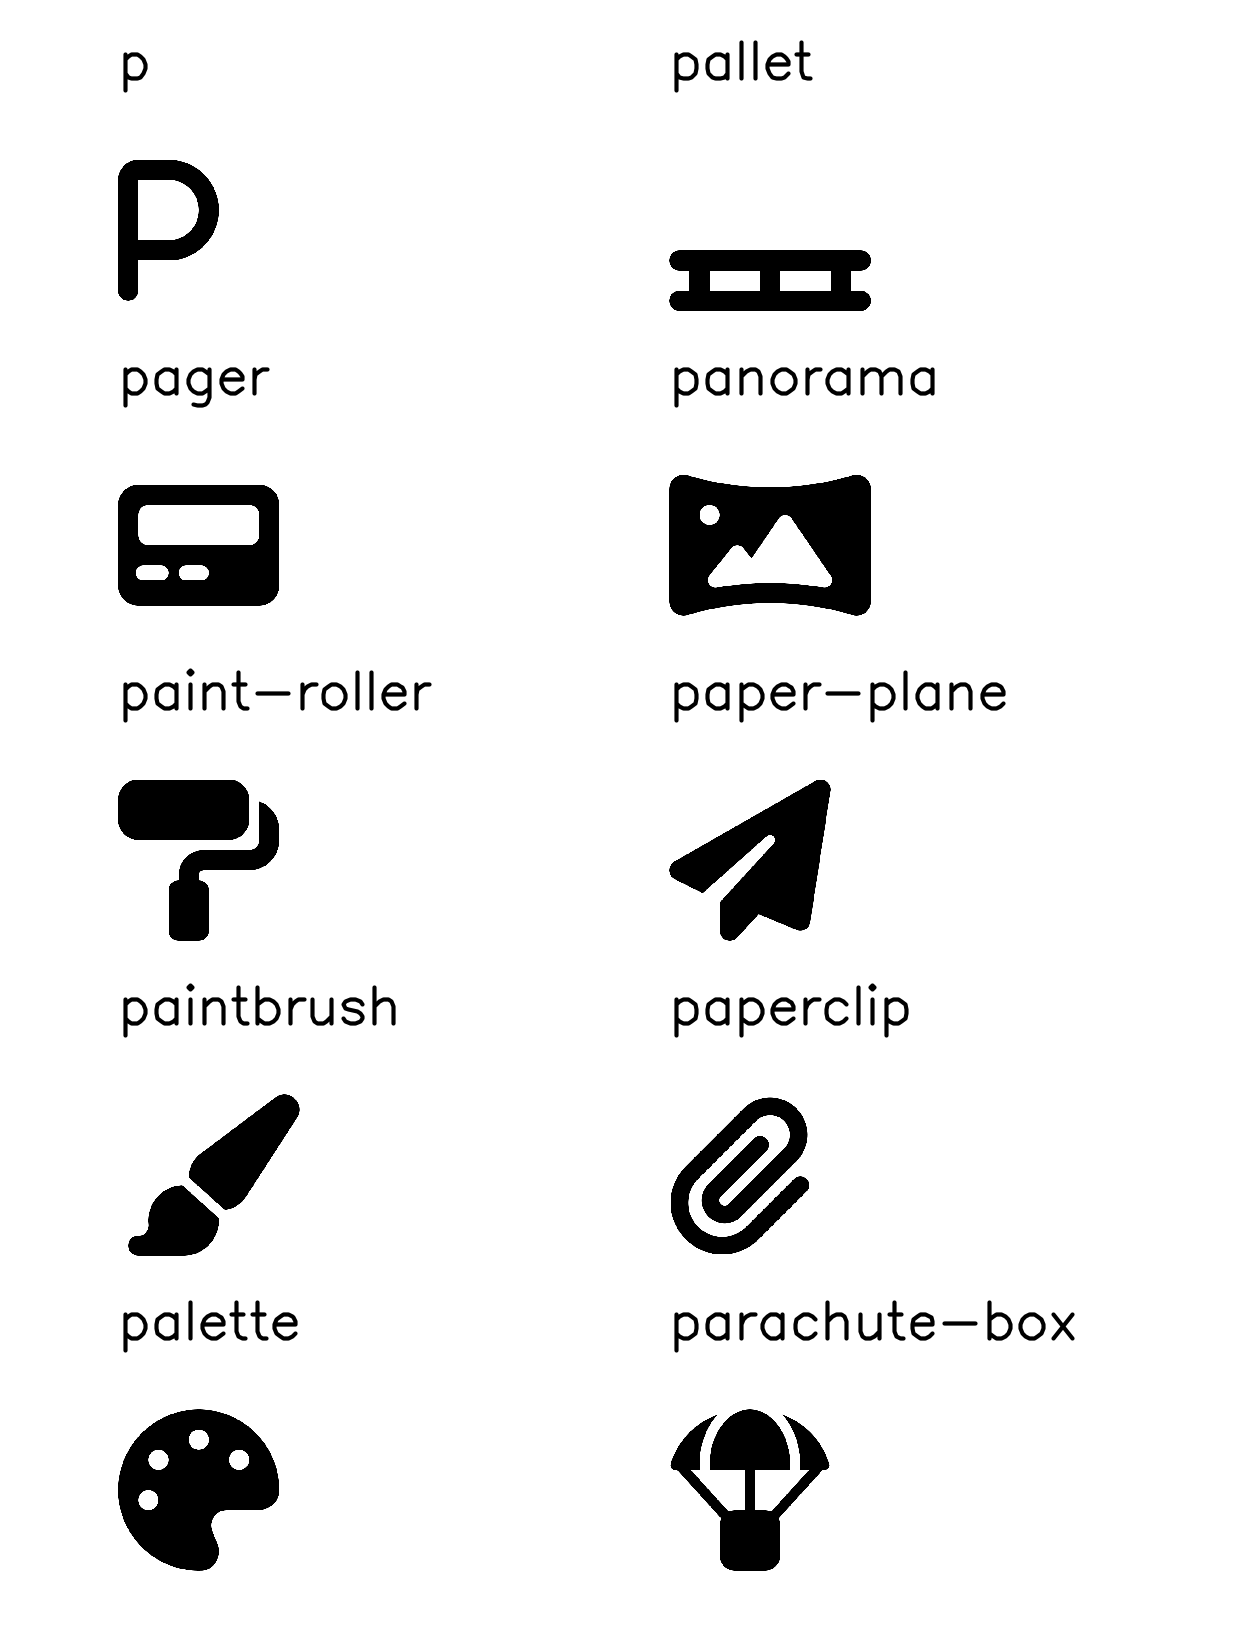 p
pallet
P
pager
panorama
paint-roller
paper-plane
paintbrush
paperclip
palette
parachute-box